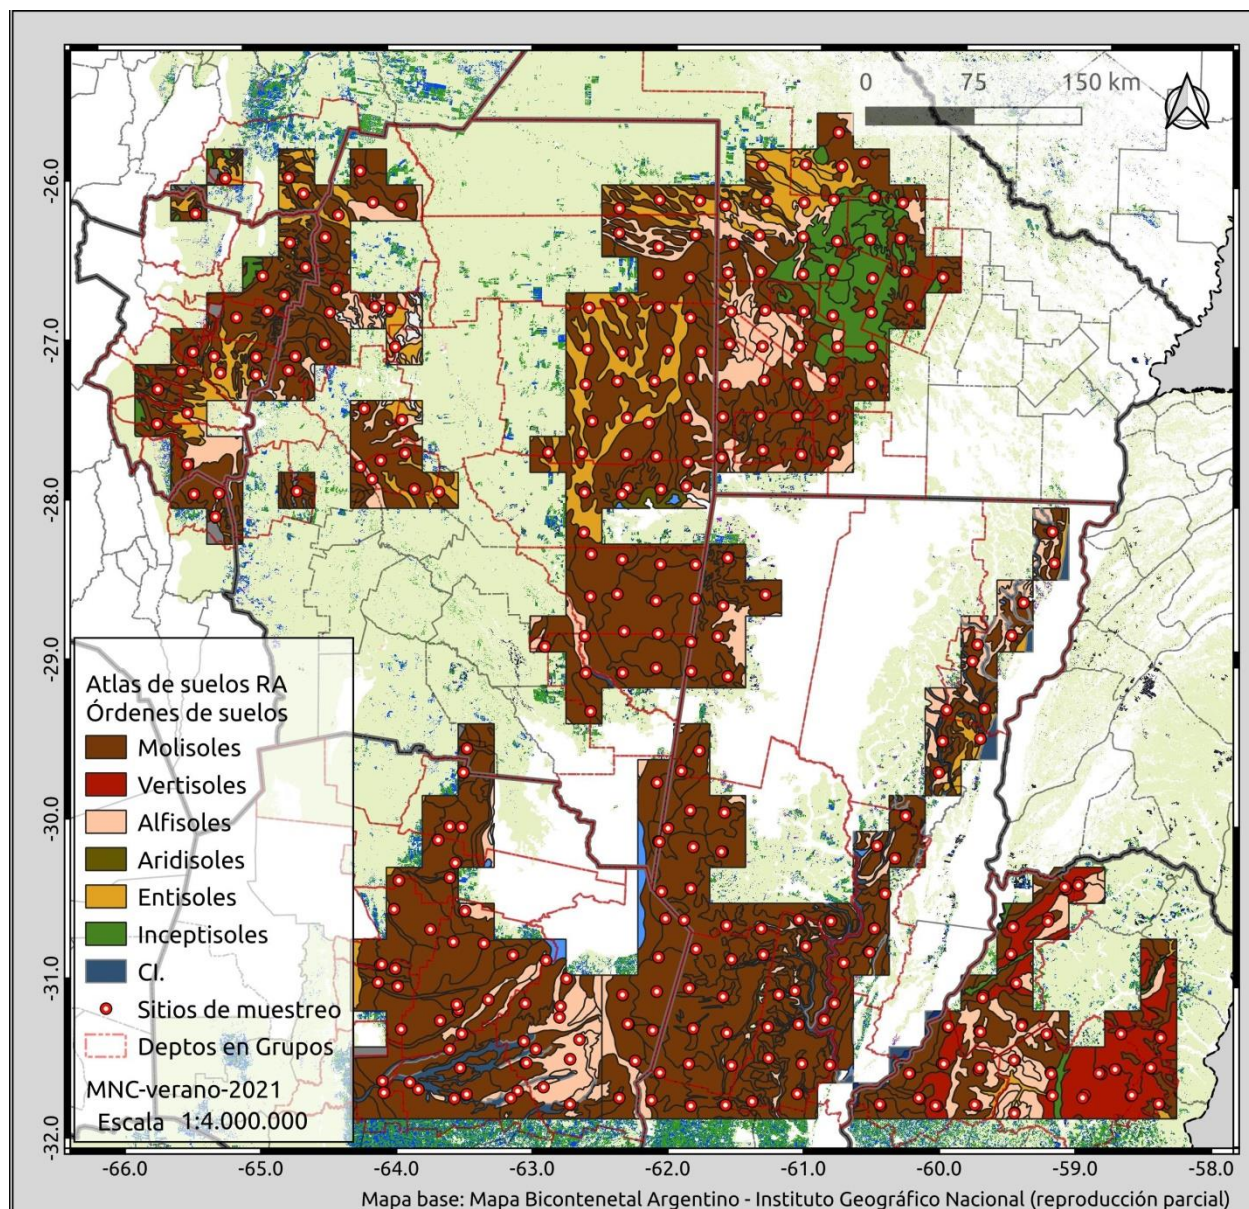 0 75 150 km
-26.0
-27.0
-28.0
-29.0
-30.0
-31.0
-32.0
Atlas de suelos RA
Órdenes de suelos
Molisoles
Vertisoles
Alfisoles
Aridisoles
Entisoles
Inceptisoles
CI.
Sitios de muestreo
Deptos en Grupos
MNC-verano-2021
Escala 1:4.000.000
-66.0 -65.0 -64.0 -63.0 -62.0 -61.0 -60.0 -59.0 -58.0
Mapa base: Mapa Bicontenetal Argentino - Instituto Geográfico Nacional (reproducción parcial)